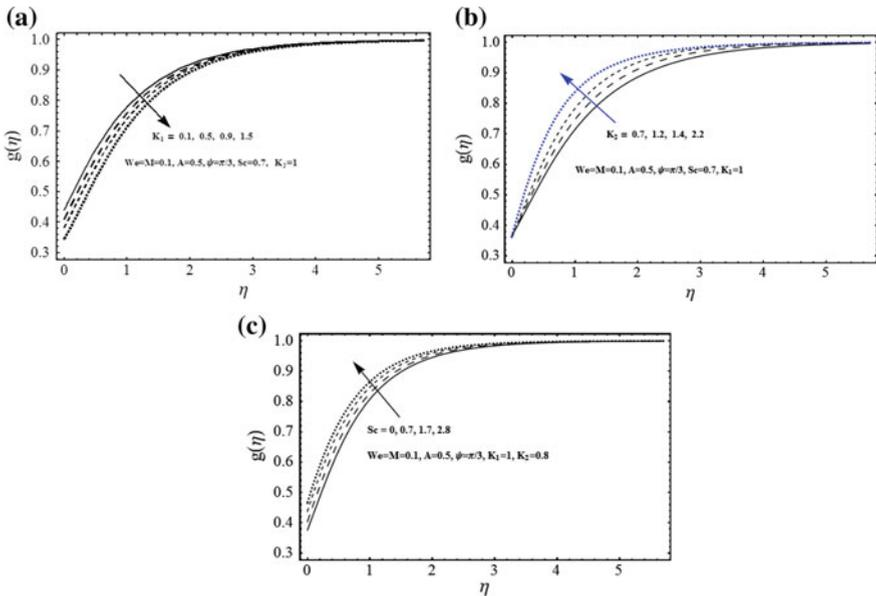 (a)
1.0
0.9
0.8
0.7
0.6
0.5
0.4
0.3
g(η)
K₁ = 0.1, 0.5, 0.9, 1.5
We=M=0.1, A=0.5, ψ=π/3, Sc=0.7, K₂=1
0 1 2 3 4 5
η
(b)
1.0
0.9
0.8
0.7
0.6
0.5
0.4
0.3
g(η)
K₂ = 0.7, 1.2, 1.4, 2.2
We=M=0.1, A=0.5, ψ=π/3, Sc=0.7, K₁=1
0 1 2 3 4 5
η
(c)
1.0
0.9
0.8
0.7
0.6
0.5
0.4
0.3
g(η)
Sc = 0, 0.7, 1.7, 2.8
We=M=0.1, A=0.5, ψ=π/3, K₁=1, K₂=0.8
0 1 2 3 4 5
η